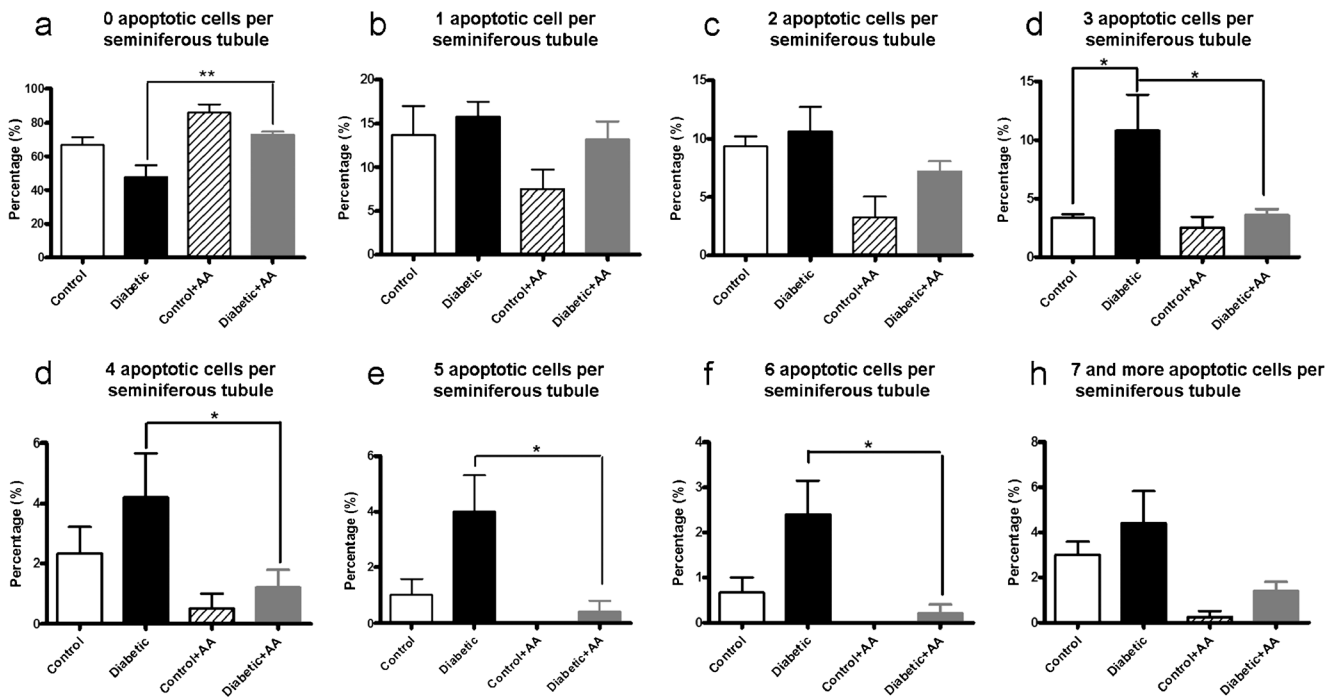 a
0 apoptotic cells per
seminiferous tubule
**
Percentage (%)
100
80
60
40
20
0
Control
Diabetic
Control+AA
Diabetic+AA
b
1 apoptotic cell per
seminiferous tubule
Percentage (%)
20
15
10
5
0
Control
Diabetic
Control+AA
Diabetic+AA
c
2 apoptotic cells per
seminiferous tubule
Percentage (%)
15
10
5
0
Control
Diabetic
Control+AA
Diabetic+AA
d
3 apoptotic cells per
seminiferous tubule
*
*
Percentage (%)
15
10
5
0
Control
Diabetic
Control+AA
Diabetic+AA
d
4 apoptotic cells per
seminiferous tubule
*
Percentage (%)
6
4
2
0
Control
Diabetic
Control+AA
Diabetic+AA
e
5 apoptotic cells per
seminiferous tubule
*
Percentage (%)
6
4
2
0
Control
Diabetic
Control+AA
Diabetic+AA
f
6 apoptotic cells per
seminiferous tubule
*
Percentage (%)
4
3
2
1
0
Control
Diabetic
Control+AA
Diabetic+AA
h
7 and more apoptotic cells per
seminiferous tubule
Percentage (%)
8
6
4
2
0
Control
Diabetic
Control+AA
Diabetic+AA